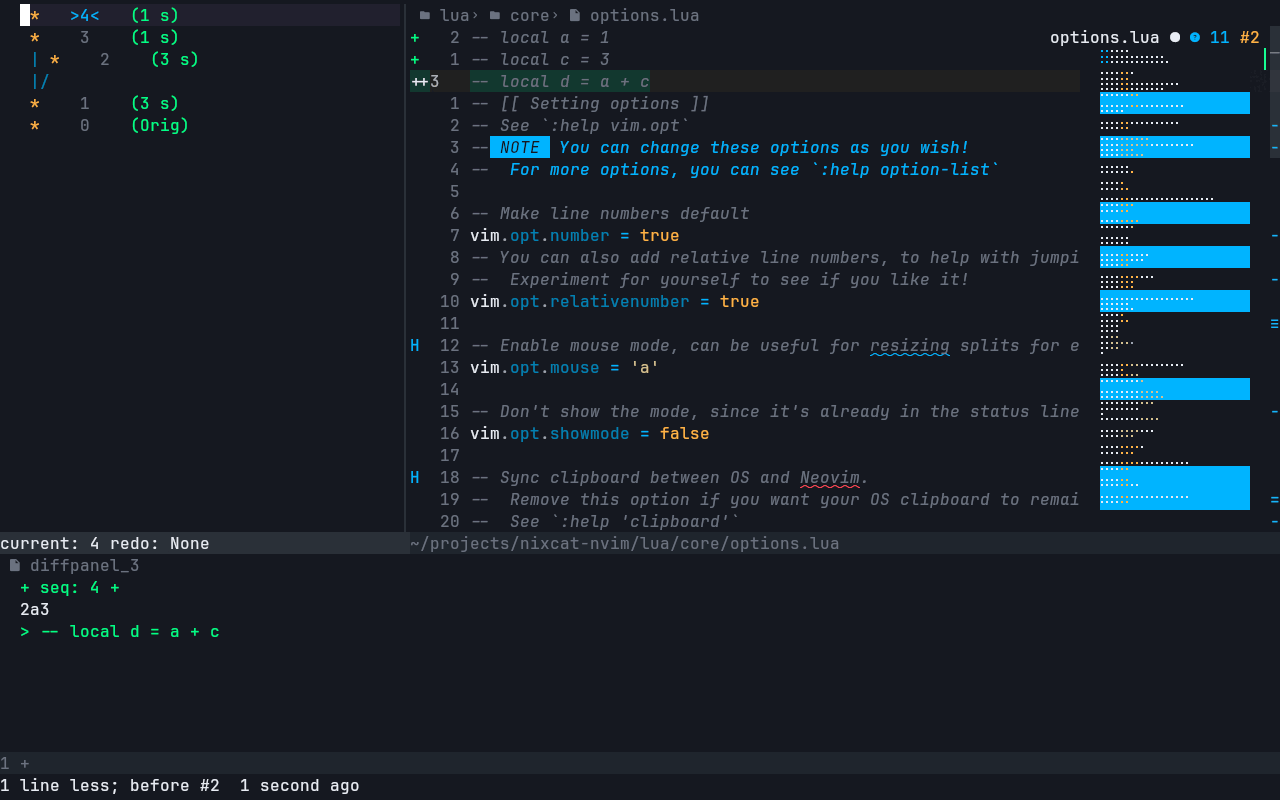 * >4< (1 s)
* 3 (1 s)
| * 2 (3 s)
|/
* 1 (3 s)
* 0 (Orig)
current: 4 redo: None
lua› core› options.lua
options.lua ● 11 #2
+ 2 -- local a = 1
+ 1 -- local c = 3
++3 -- local d = a + c
1 -- [[ Setting options ]]
2 -- See `:help vim.opt`
3 -- NOTE You can change these options as you wish!
4 --  For more options, you can see `:help option-list`
5
6 -- Make line numbers default
7 vim.opt.number = true
8 -- You can also add relative line numbers, to help with jumpi
9 --  Experiment for yourself to see if you like it!
10 vim.opt.relativenumber = true
11
H 12 -- Enable mouse mode, can be useful for resizing splits for e
13 vim.opt.mouse = 'a'
14
15 -- Don't show the mode, since it's already in the status line
16 vim.opt.showmode = false
17
H 18 -- Sync clipboard between OS and Neovim.
19 --  Remove this option if you want your OS clipboard to remai
20 --  See `:help 'clipboard'`
~/projects/nixcat-nvim/lua/core/options.lua
diffpanel_3
+ seq: 4 +
2a3
> -- local d = a + c
1 +
1 line less; before #2  1 second ago